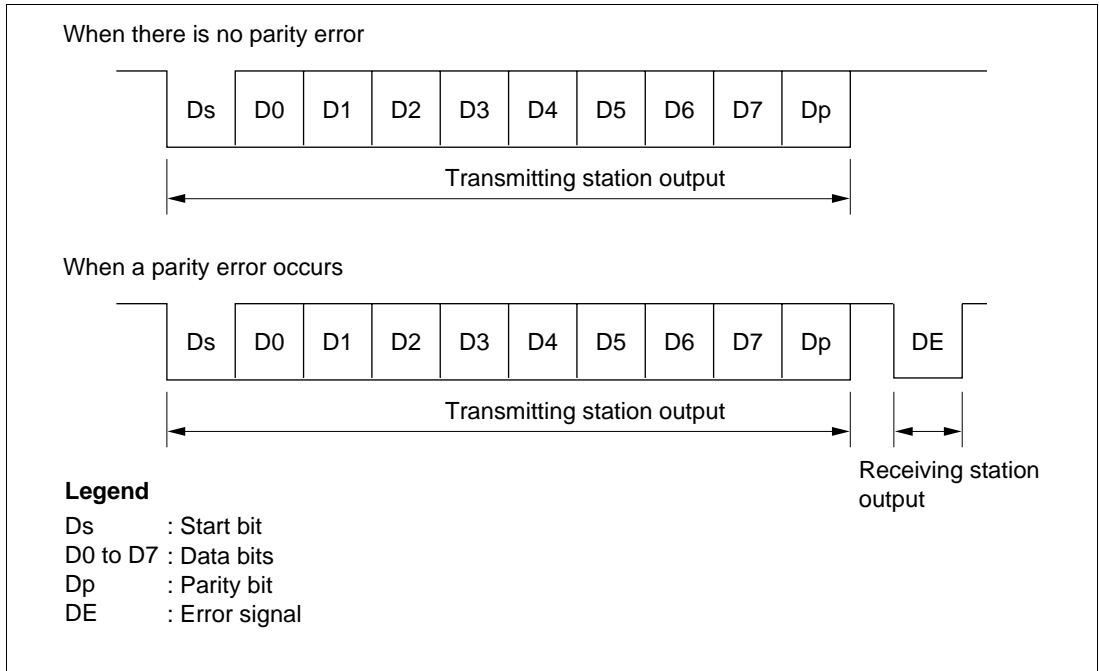 When there is no parity error
Ds D0 D1 D2 D3 D4 D5 D6 D7 Dp
Transmitting station output
When a parity error occurs
Ds D0 D1 D2 D3 D4 D5 D6 D7 Dp DE
Transmitting station output
Receiving station
output
Legend
Ds : Start bit
D0 to D7 : Data bits
Dp : Parity bit
DE : Error signal